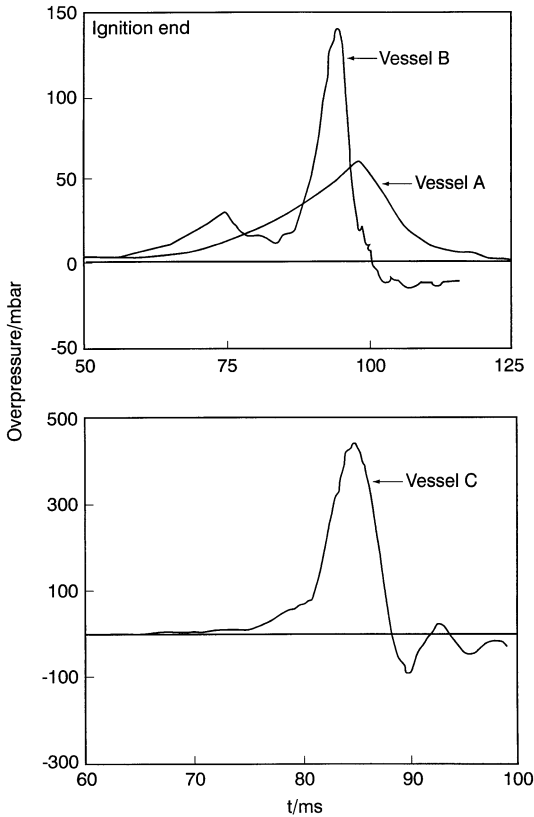 Overpressure/mbar
Ignition end
150
100
50
0
-50
Vessel B
Vessel A
50 75 100 125
500
300
100
-100
-300
Vessel C
60 70 80 90 100
t/ms